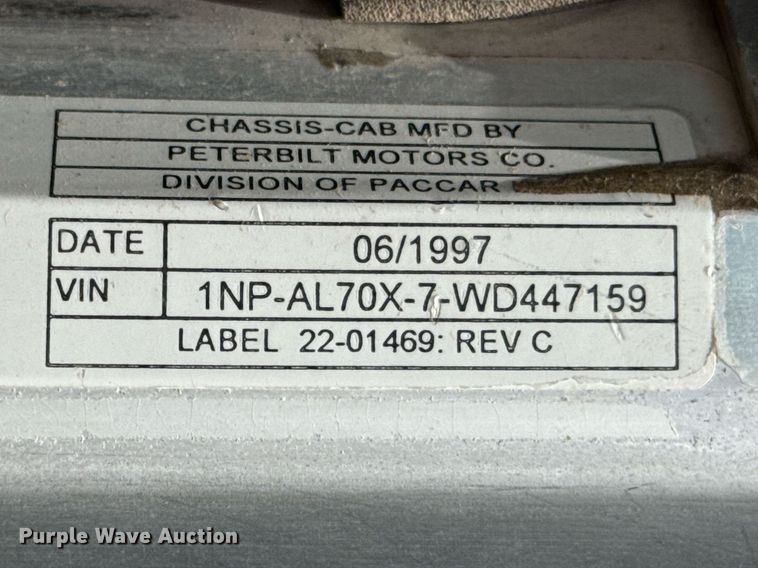 CHASSIS-CAB MFD BY
PETERBILT MOTORS CO.
DIVISION OF PACCAR
DATE 06/1997
VIN 1NP-AL70X-7-WD447159
LABEL 22-01469: REV C
Purple Wave Auction